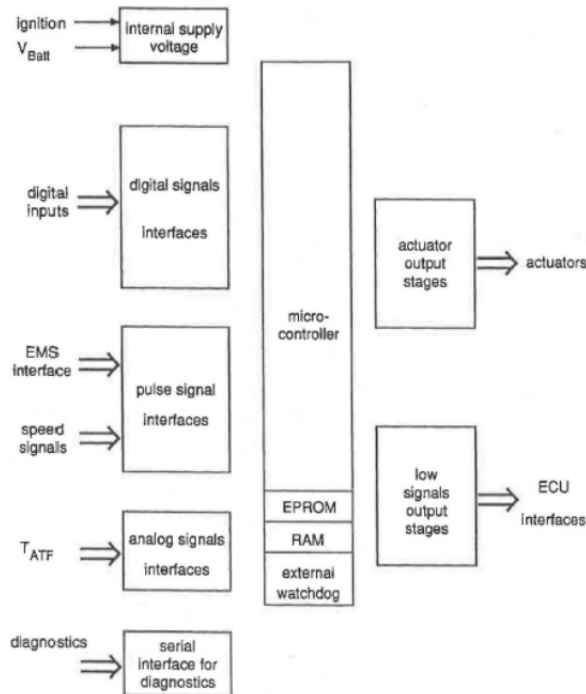 ignition
V_Batt
internal supply
voltage
digital
inputs
digital signals
interfaces
EMS
interface
speed
signals
pulse signal
interfaces
T_ATF
analog signals
interfaces
diagnostics
serial
interface for
diagnostics
micro-
controller
EPROM
RAM
external
watchdog
actuator
output
stages
actuators
low
signals
output
stages
ECU
interfaces